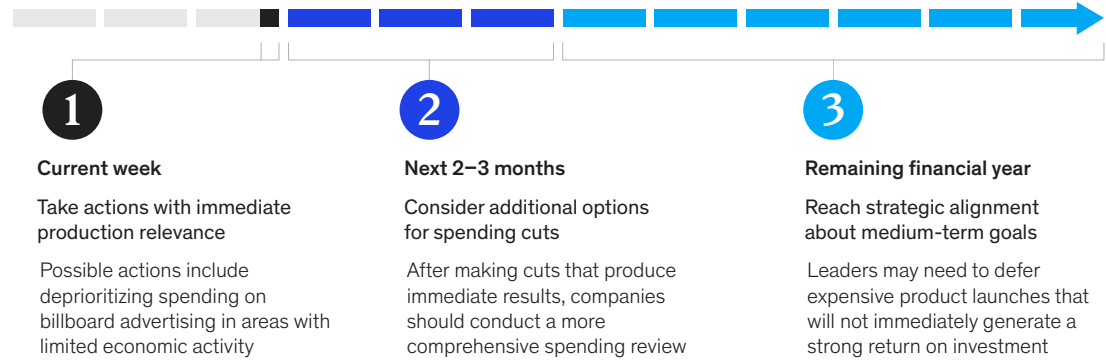 1
Current week
Take actions with immediate
production relevance
Possible actions include
deprioritizing spending on
billboard advertising in areas with
limited economic activity
2
Next 2–3 months
Consider additional options
for spending cuts
After making cuts that produce
immediate results, companies
should conduct a more
comprehensive spending review
3
Remaining financial year
Reach strategic alignment
about medium-term goals
Leaders may need to defer
expensive product launches that
will not immediately generate a
strong return on investment